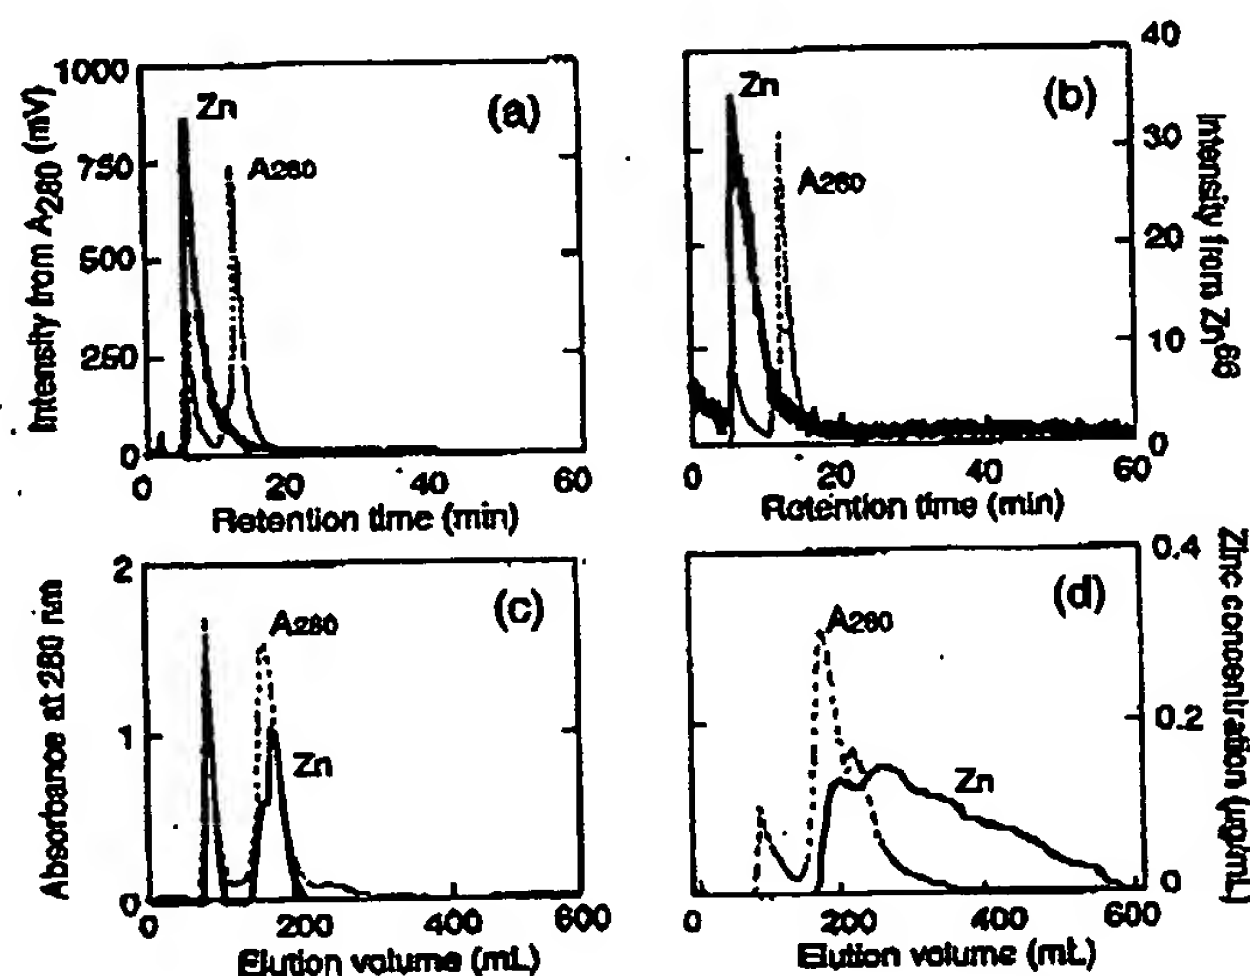 40
1000
Zn
(a)
Zn
(b)
Intensity from A280 (mV)
750
A280
500
250
0
0 20 40 60
Retention time (min)
A280
30
20
10
0
Intensity from Zn66
0 20 40 60
Retention time (min)
2
A280
(c)
Absorbance at 280 nm
1
Zn
0
0 200 400 600
Elution volume (mL)
0.4
A280
(d)
0.2
Zn
0
Zinc concentration (µg/mL)
0 200 400 600
Elution volume (mL)